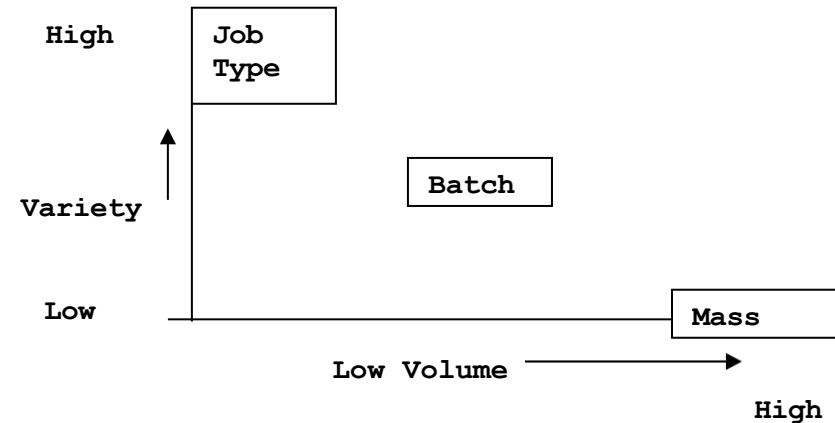 High
Job
Type
Batch
Variety
Low
Mass
Low Volume
High